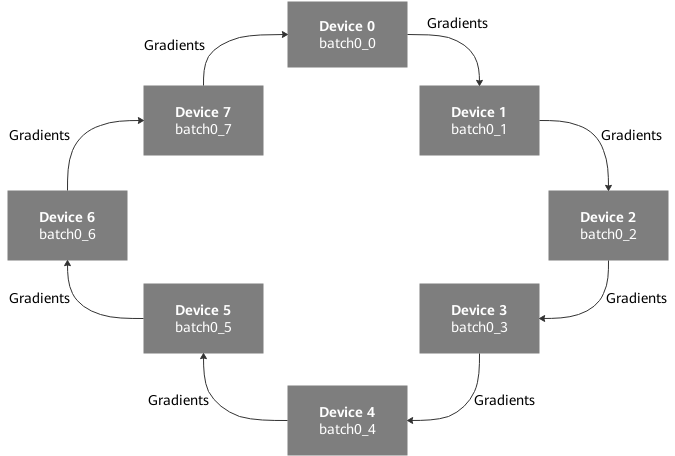 Device 0
batch0_0
Gradients
Gradients
Device 7
batch0_7
Device 1
batch0_1
Gradients
Gradients
Device 6
batch0_6
Device 2
batch0_2
Gradients
Gradients
Device 5
batch0_5
Device 3
batch0_3
Gradients
Gradients
Device 4
batch0_4